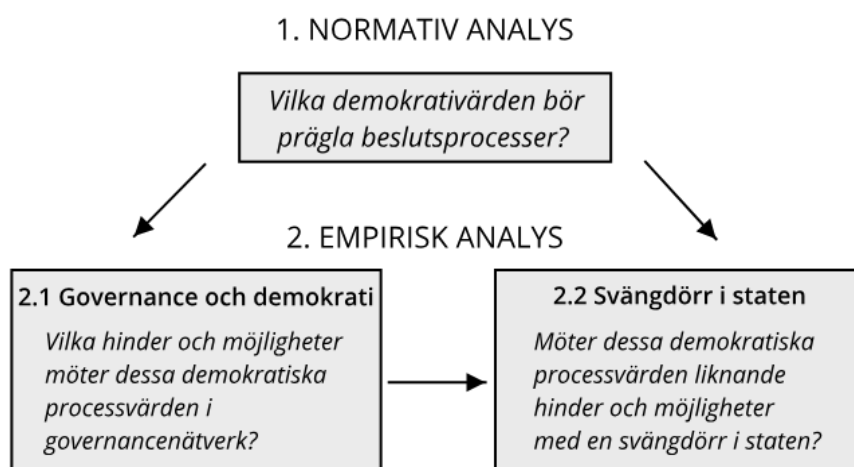 1. NORMATIV ANALYS
Vilka demokrativärden bör
prägla beslutsprocesser?
2. EMPIRISK ANALYS
2.1 Governance och demokrati
Vilka hinder och möjligheter
möter dessa demokratiska
processvärden i
governancenätverk?
2.2 Svängdörr i staten
Möter dessa demokratiska
processvärden liknande
hinder och möjligheter
med en svängdörr i staten?